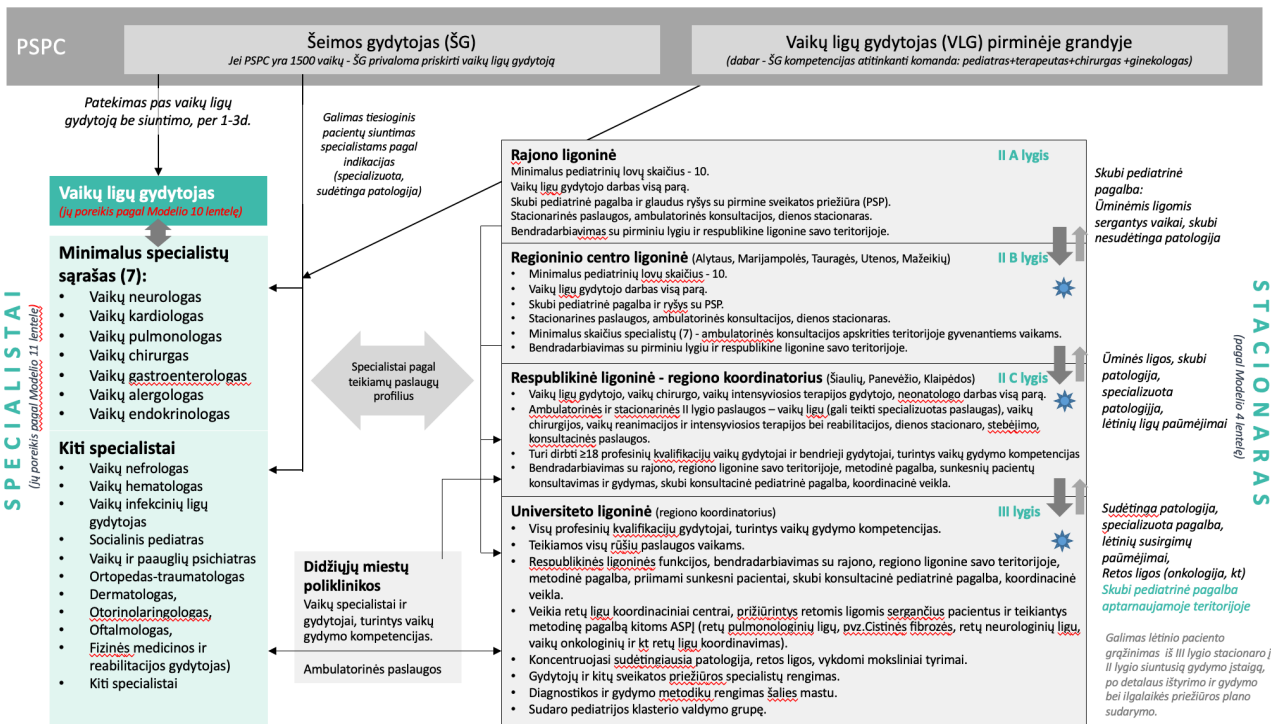 PSPC
Šeimos gydytojas (ŠG)
Jei PSPC yra 1500 vaikų - ŠG privaloma priskirti vaikų ligų gydytoją
Vaikų ligų gydytojas (VLG) pirminėje grandyje
(dabar - ŠG kompetencijas atitinkanti komanda: pediatras+terapeutas+chirurgas +ginekologas)
Patekimas pas vaikų ligų
gydytoją be siuntimo, per 1-3d.
Galimas tiesioginis
pacientų siuntimas
specialistams pagal
indikacijas
(specializuota,
sudėtinga patologija)
Vaikų ligų gydytojas
(jų poreikis pagal Modelio 10 lentelę)
Minimalus specialistų
sąrašas (7):
• Vaikų neurologas
• Vaikų kardiologas
• Vaikų pulmonologas
• Vaikų chirurgas
• Vaikų gastroenterologas
• Vaikų alergologas
• Vaikų endokrinologas
Kiti specialistai
• Vaikų nefrologas
• Vaikų hematologas
• Vaikų infekcinių ligų
gydytojas
• Socialinis pediatras
• Vaikų ir paauglių psichiatras
• Ortopedas-traumatologas
• Dermatologas,
• Otorinolaringologas,
• Oftalmologas,
• Fizinės medicinos ir
reabilitacijos gydytojas)
• Kiti specialistai
SPECIALISTAI
(jų poreikis pagal Modelio 11 lentelę)
Specialistai pagal
teikiamų paslaugų
profilius
Didžiųjų miestų
poliklinikos
Vaikų specialistai ir
gydytojai, turintys vaikų
gydymo kompetencijas.
Ambulatorinės paslaugos
Rajono ligoninė II A lygis
Minimalus pediatrinių lovų skaičius - 10.
Vaikų ligų gydytojo darbas visą parą.
Skubi pediatrinė pagalba ir glaudus ryšys su pirmine sveikatos priežiūra (PSP).
Stacionarinės paslaugos, ambulatorinės konsultacijos, dienos stacionaras.
Bendradarbiavimas su pirminiu lygiu ir respublikine ligonine savo teritorijoje.
Regioninio centro ligoninė (Alytaus, Marijampolės, Tauragės, Utenos, Mažeikių) II B lygis
• Minimalus pediatrinių lovų skaičius - 10.
• Vaikų ligų gydytojo darbas visą parą.
• Skubi pediatrinė pagalba ir ryšys su PSP.
• Stacionarines paslaugos, ambulatorinės konsultacijos, dienos stacionaras.
• Minimalus skaičius specialistų (7) - ambulatorinės konsultacijos apskrities teritorijoje gyvenantiems vaikams.
• Bendradarbiavimas su pirminiu lygiu ir respublikine ligonine savo teritorijoje.
Respublikinė ligoninė - regiono koordinatorius (Šiaulių, Panevėžio, Klaipėdos) II C lygis
• Vaikų ligų gydytojo, vaikų chirurgo, vaikų intensyviosios terapijos gydytojo, neonatologo darbas visą parą.
• Ambulatorinės ir stacionarinės II lygio paslaugos – vaikų ligų (gali teikti specializuotas paslaugas), vaikų
chirurgijos, vaikų reanimacijos ir intensyviosios terapijos bei reabilitacijos, dienos stacionaro, stebėjimo,
konsultacinės paslaugos.
• Turi dirbti ≥18 profesinių kvalifikacijų vaikų gydytojai ir bendrieji gydytojai, turintys vaikų gydymo kompetencijas
• Bendradarbiavimas su rajono, regiono ligonine savo teritorijoje, metodinė pagalba, sunkesnių pacientų
konsultavimas ir gydymas, skubi konsultacinė pediatrinė pagalba, koordinacinė veikla.
Universiteto ligoninė (regiono koordinatorius) III lygis
• Visų profesinių kvalifikacijų gydytojai, turintys vaikų gydymo kompetencijas.
• Teikiamos visų rūšių paslaugos vaikams.
• Respublikinės ligoninės funkcijos, bendradarbiavimas su rajono, regiono ligonine savo teritorijoje,
metodinė pagalba, priimami sunkesni pacientai, skubi konsultacinė pediatrinė pagalba, koordinacinė
veikla.
• Veikia retų ligų koordinaciniai centrai, prižiūrintys retomis ligomis sergančius pacientus ir teikiantys
metodinę pagalbą kitoms ASPĮ (retų pulmonologinių ligų, pvz.Cistinės fibrozės, retų neurologinių ligų,
vaikų onkologinių ir kt retų ligų koordinavimas).
• Koncentruojasi sudėtingiausia patologija, retos ligos, vykdomi moksliniai tyrimai.
• Gydytojų ir kitų sveikatos priežiūros specialistų rengimas.
• Diagnostikos ir gydymo metodikų rengimas šalies mastu.
• Sudaro pediatrijos klasterio valdymo grupę.
Skubi pediatrinė
pagalba:
Ūminėmis ligomis
sergantys vaikai, skubi
nesudėtinga patologija
Ūminės ligos, skubi
patologija,
specializuota
patologijja,
lėtinių ligų paūmėjimai
Sudėtinga patologija,
specializuota pagalba,
lėtinių susirgimų
paūmėjimai,
Retos ligos (onkologija, kt)
Skubi pediatrinė pagalba
aptarnaujamoje teritorijoje
Galimas lėtinio paciento
grąžinimas iš III lygio stacionaro į
II lygio siuntusią gydymo įstaigą,
po detalaus ištyrimo ir gydymo
bei ilgalaikės priežiūros plano
sudarymo.
STACIONARAS
(pagal Modelio 4 lentelę)